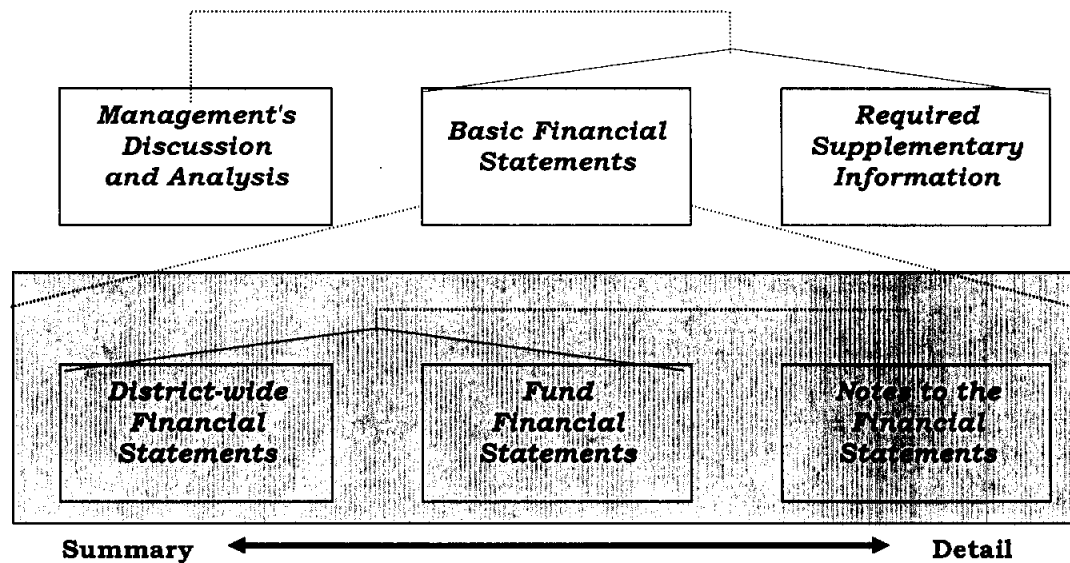 Management's
Discussion
and Analysis
Basic Financial
Statements
Required
Supplementary
Information
District-wide
Financial
Statements
Fund
Financial
Statements
Notes to the
Financial
Statements
Summary
Detail